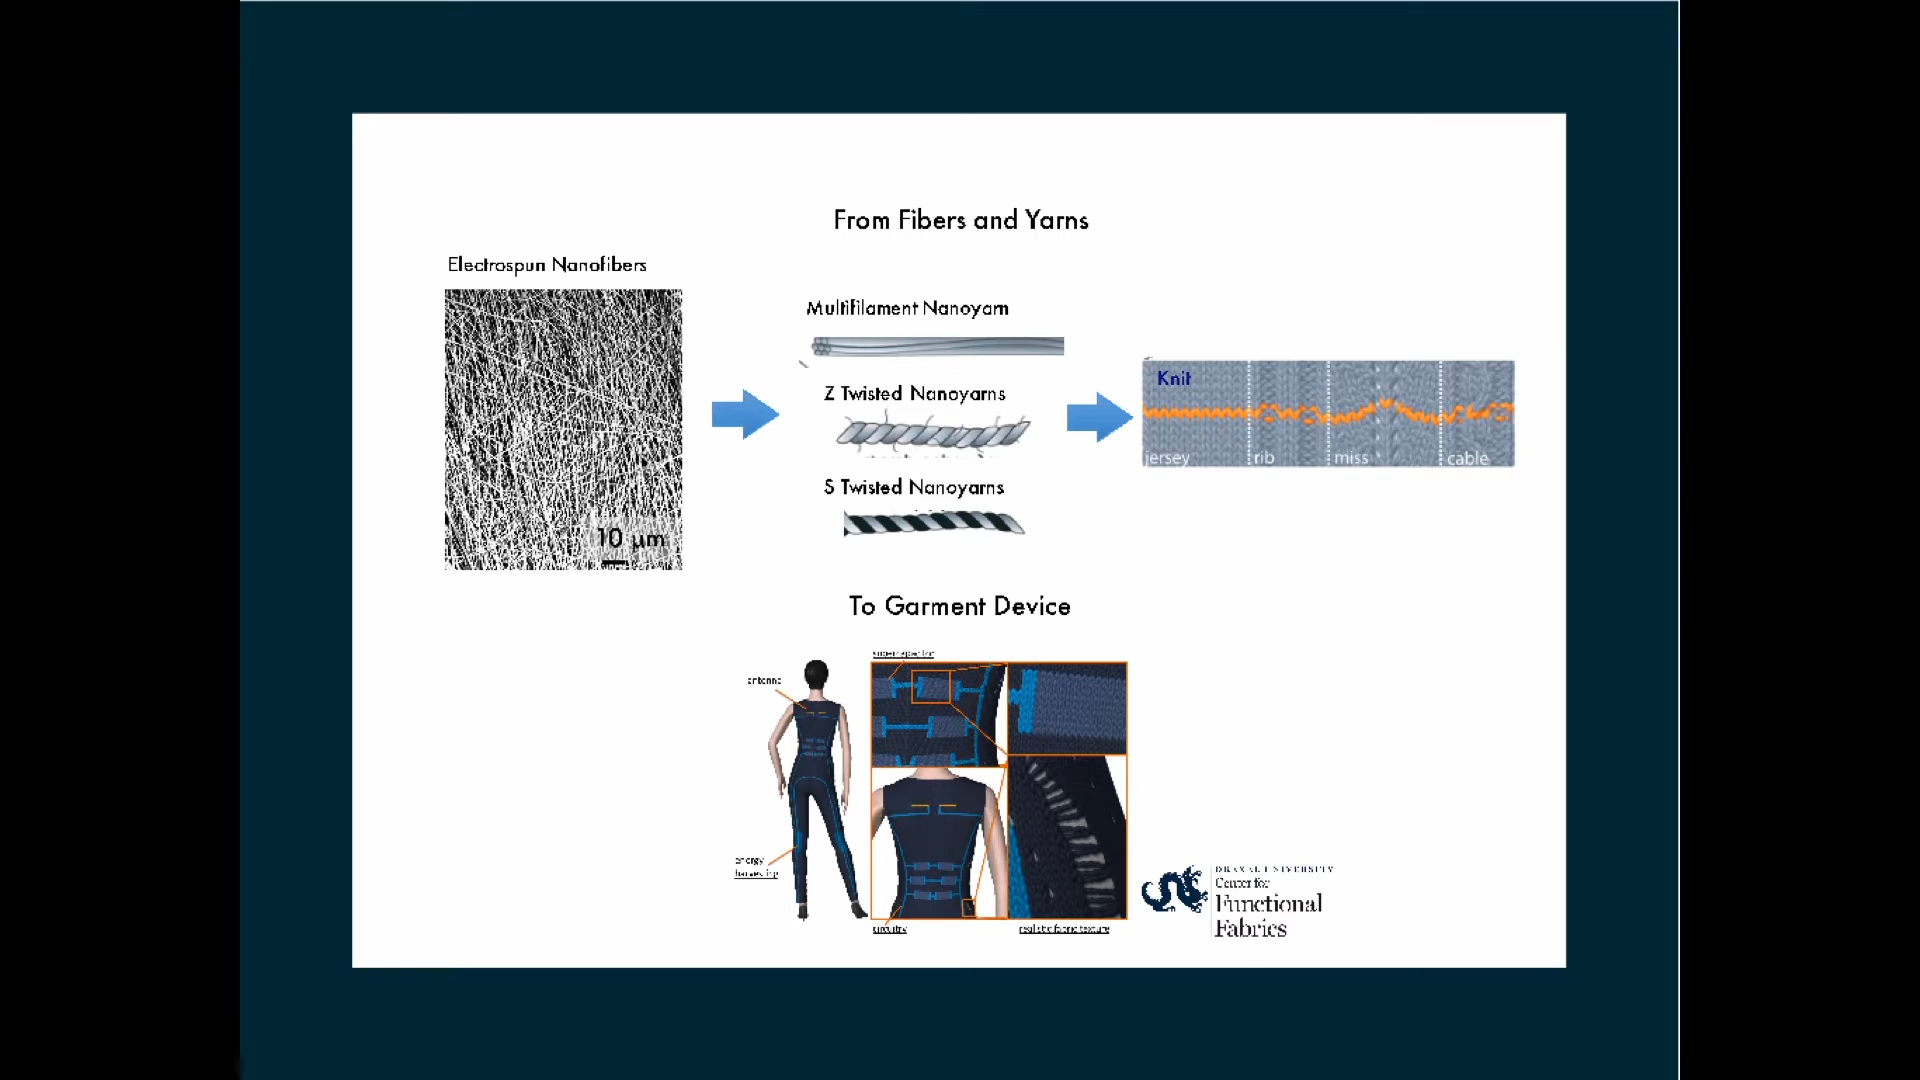 From Fibers and Yarns
Electrospun Nanofibers
10 µm
Multifilament Nanoyarn
Z Twisted Nanoyarns
S Twisted Nanoyarns
Knit
jersey
rib
miss
cable
To Garment Device
supercapacitor
antenna
energy
harvesting
circuitry
realistic fabric texture
DREXEL UNIVERSITY
Center for
Functional
Fabrics